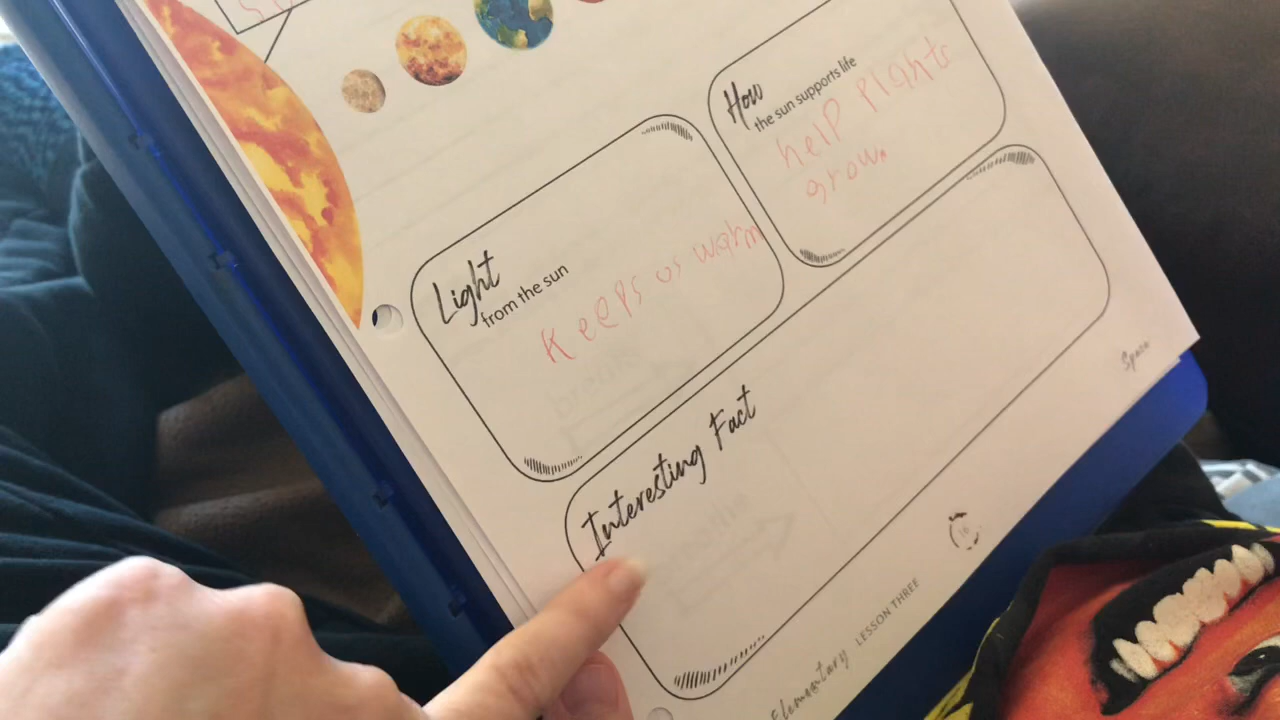 How
the sun supports life
help Plants
grow.
Light
from the sun
Keeps us warm
Interesting Fact
Space
16
Elementary LESSON THREE